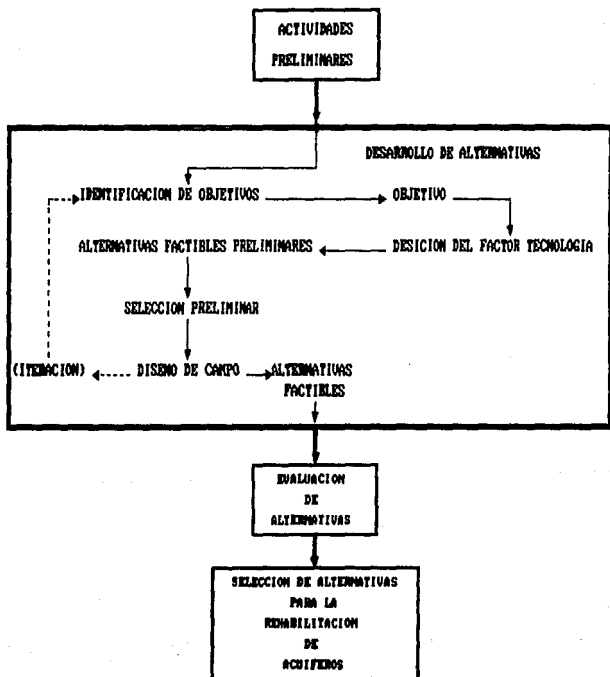 ACTIVIDADES
PRELIMINARES
DESARROLLO DE ALTERNATIVAS
IDENTIFICACION DE OBJETIVOS
OBJETIVO
ALTERNATIVAS FACTIBLES PRELIMINARES
DESICION DEL FACTOR TECNOLOGIA
SELECCION PRELIMINAR
(ITERACION)
DISENO DE CAMPO
ALTERNATIVAS
FACTIBLES
EVALUACION
DE
ALTERNATIVAS
SELECCION DE ALTERNATIVAS
PARA LA
REHABILITACION
DE
ACUIFEROS